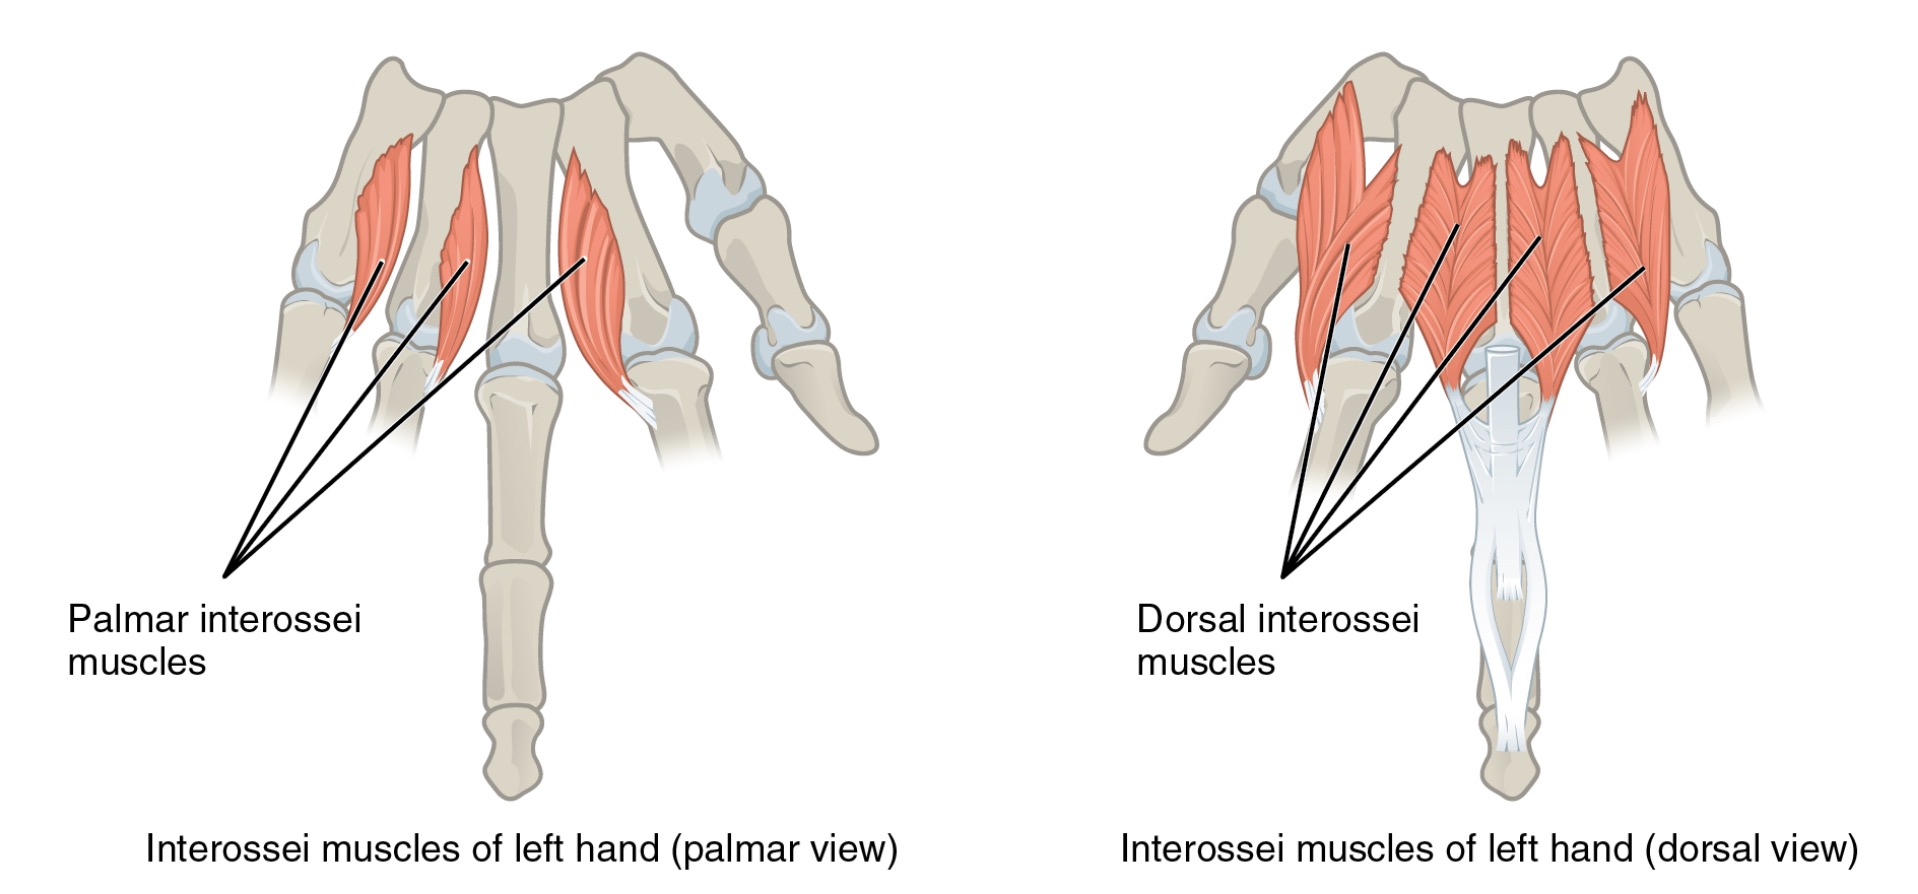 Palmar interossei
muscles
Dorsal interossei
muscles
Interossei muscles of left hand (palmar view)
Interossei muscles of left hand (dorsal view)